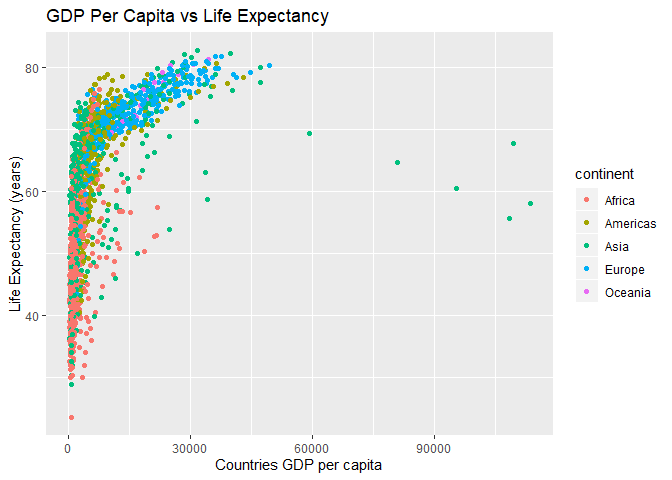 GDP Per Capita vs Life Expectancy
80
60
40
Life Expectancy (years)
0
30000
60000
90000
Countries GDP per capita
continent
Africa
Americas
Asia
Europe
Oceania